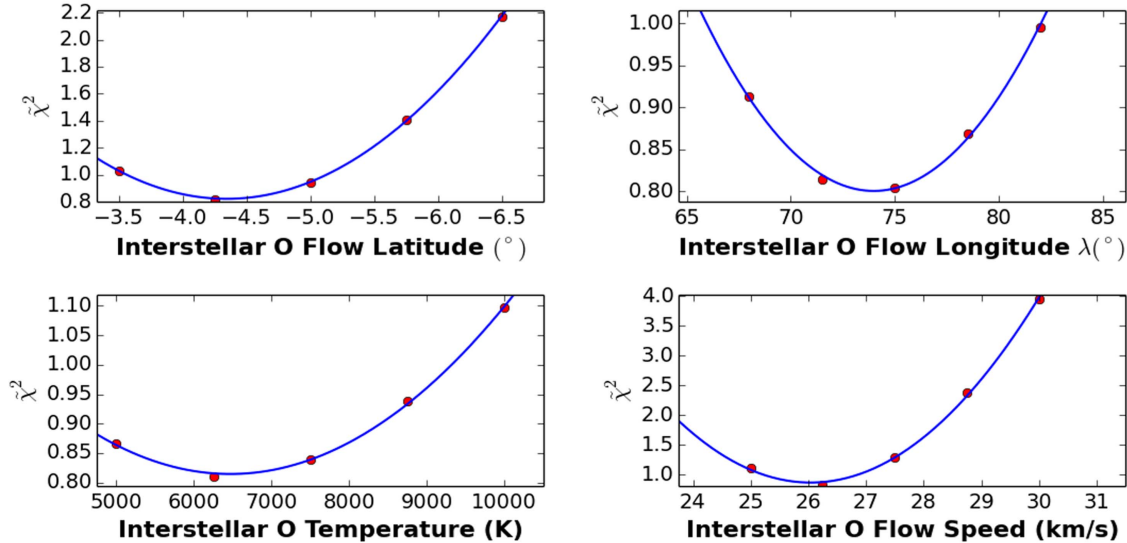 2.2
2.0
1.8
1.6
1.4
1.2
1.0
0.8
χ̃²
−3.5 −4.0 −4.5 −5.0 −5.5 −6.0 −6.5
Interstellar O Flow Latitude (°)
1.00
0.95
0.90
0.85
0.80
χ̃²
65 70 75 80 85
Interstellar O Flow Longitude λ(°)
1.10
1.05
1.00
0.95
0.90
0.85
0.80
χ̃²
5000 6000 7000 8000 9000 10000
Interstellar O Temperature (K)
4.0
3.5
3.0
2.5
2.0
1.5
1.0
χ̃²
24 25 26 27 28 29 30 31
Interstellar O Flow Speed (km/s)